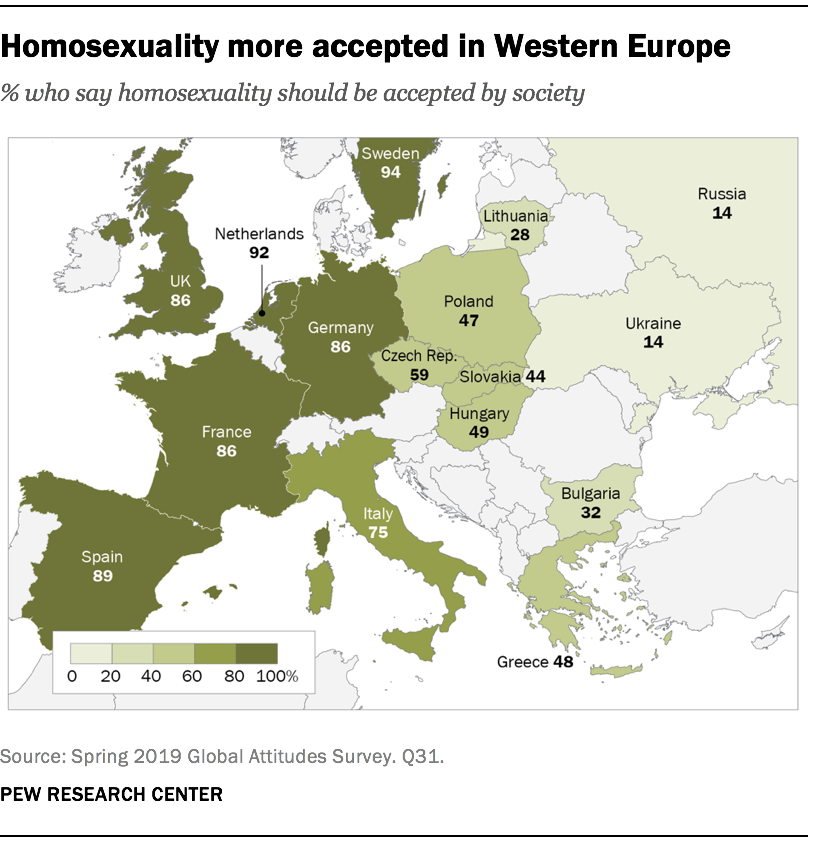 Homosexuality more accepted in Western Europe
% who say homosexuality should be accepted by society
Sweden
94
Russia
14
Lithuania
28
Netherlands
92
UK
86
Poland
47
Germany
86
Ukraine
14
Czech Rep.
59
Slovakia 44
Hungary
49
France
86
Bulgaria
32
Italy
75
Spain
89
Greece 48
0 20 40 60 80 100%
Source: Spring 2019 Global Attitudes Survey. Q31.
PEW RESEARCH CENTER